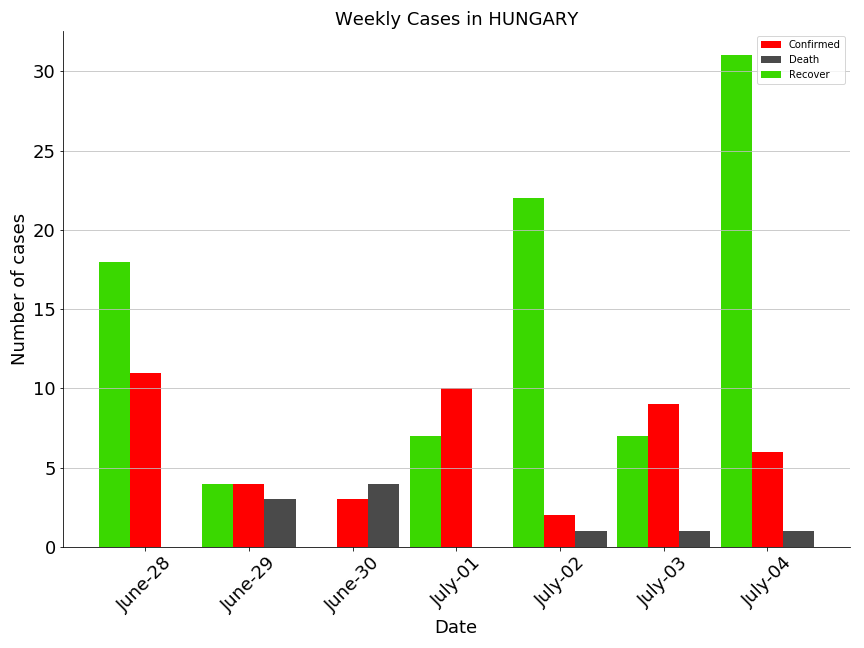 Weekly Cases in HUNGARY
Confirmed
Death
Recover
Number of cases
30
25
20
15
10
5
0
June-28
June-29
June-30
July-01
July-02
July-03
July-04
Date